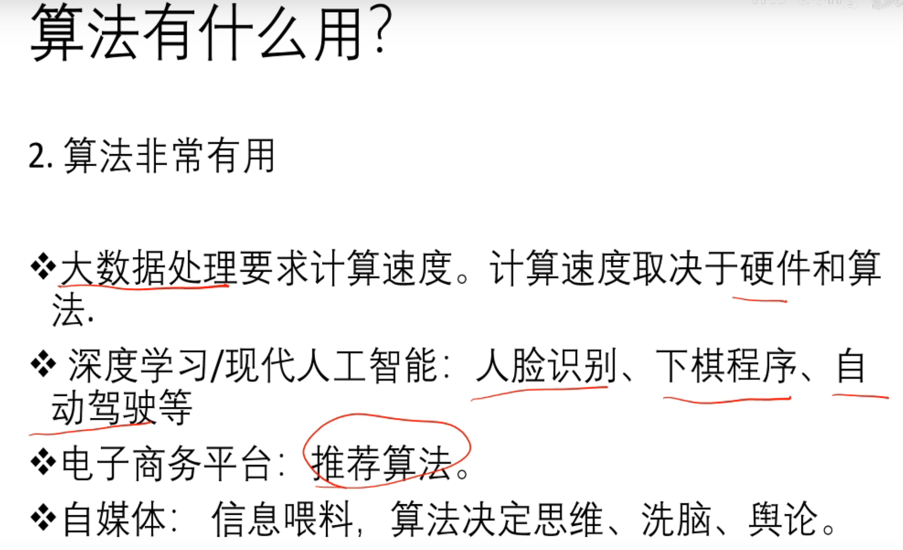 算法有什么用?
2. 算法非常有用
❖大数据处理要求计算速度。计算速度取决于硬件和算
法.
❖ 深度学习/现代人工智能：人脸识别、下棋程序、自
动驾驶等
❖电子商务平台：推荐算法。
❖自媒体： 信息喂料，算法决定思维、洗脑、舆论。